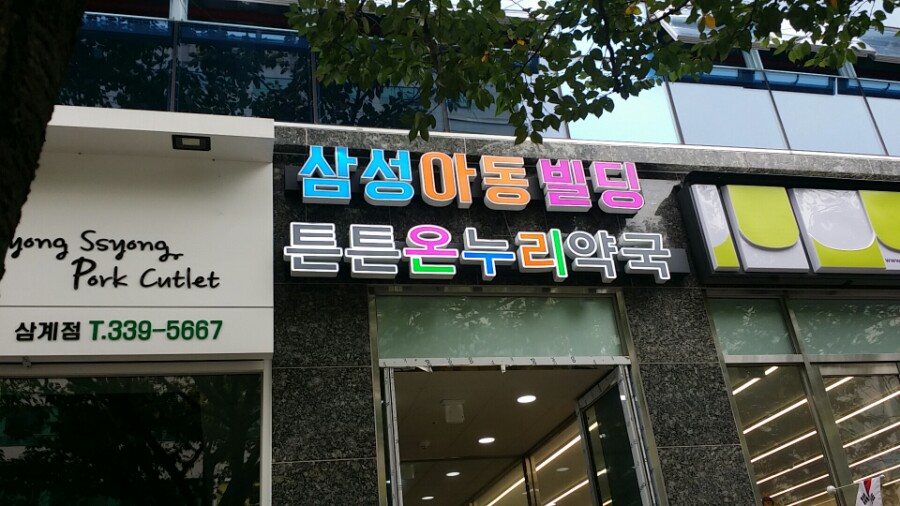 yong Ssyong
Pork Cutlet
삼계점 T.339-5667
삼성아동빌딩
튼튼온누리약국
www